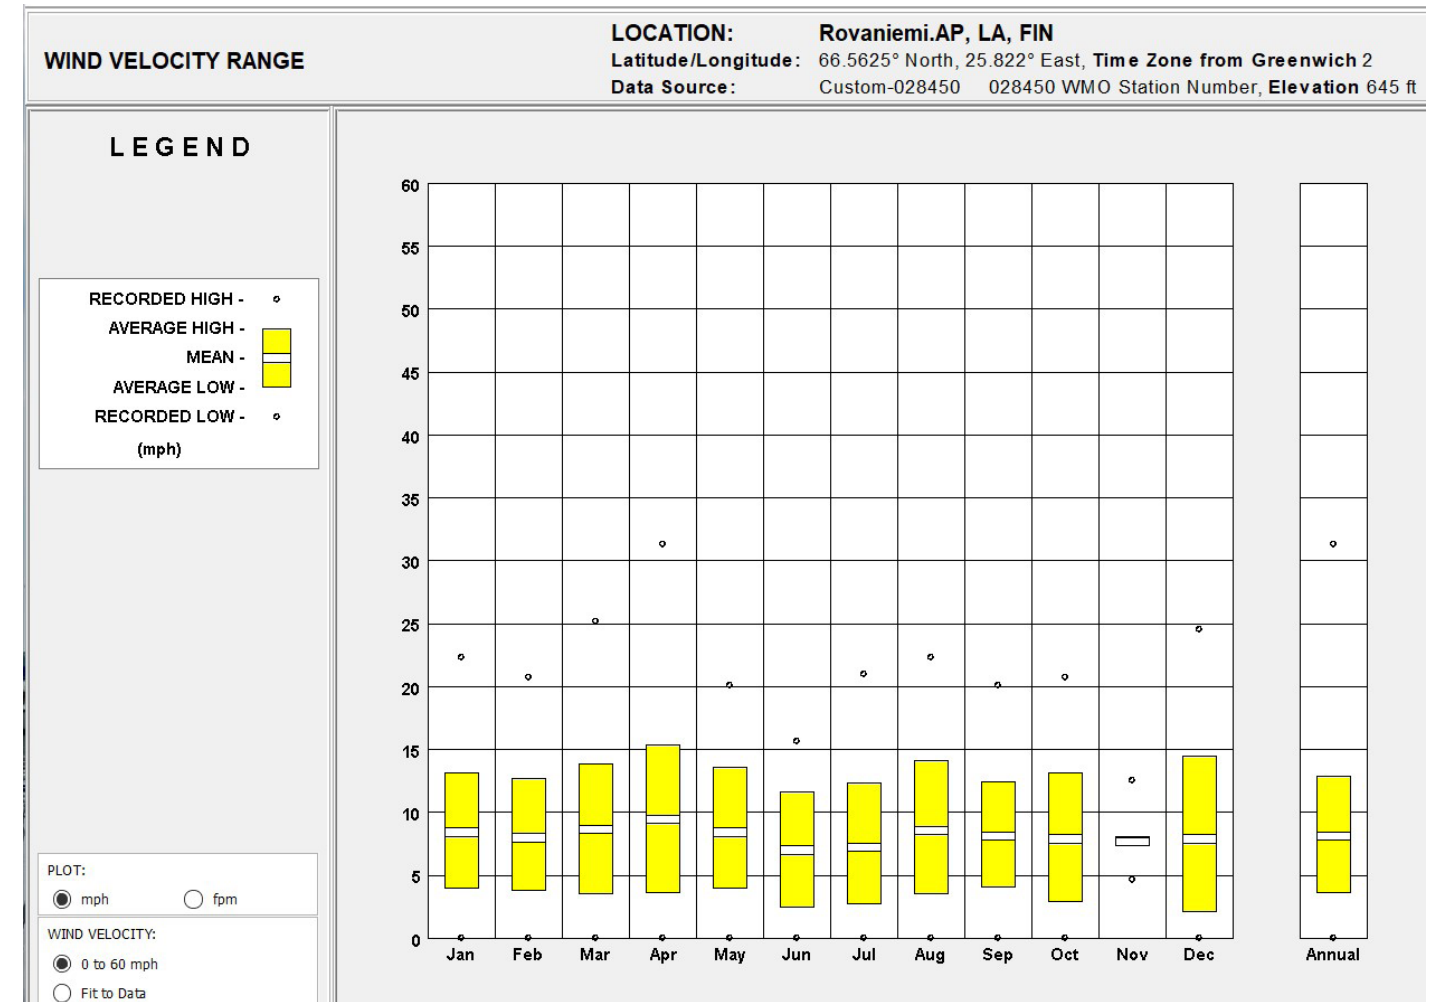 WIND VELOCITY RANGE
LOCATION: Rovaniemi.AP, LA, FIN
Latitude/Longitude: 66.5625° North, 25.822° East, Time Zone from Greenwich 2
Data Source: Custom-028450 028450 WMO Station Number, Elevation 645 ft
LEGEND
RECORDED HIGH -
AVERAGE HIGH -
MEAN -
AVERAGE LOW -
RECORDED LOW -
(mph)
PLOT:
mph fpm
WIND VELOCITY:
0 to 60 mph
Fit to Data
60
55
50
45
40
35
30
25
20
15
10
5
0
Jan Feb Mar Apr May Jun Jul Aug Sep Oct Nov Dec Annual